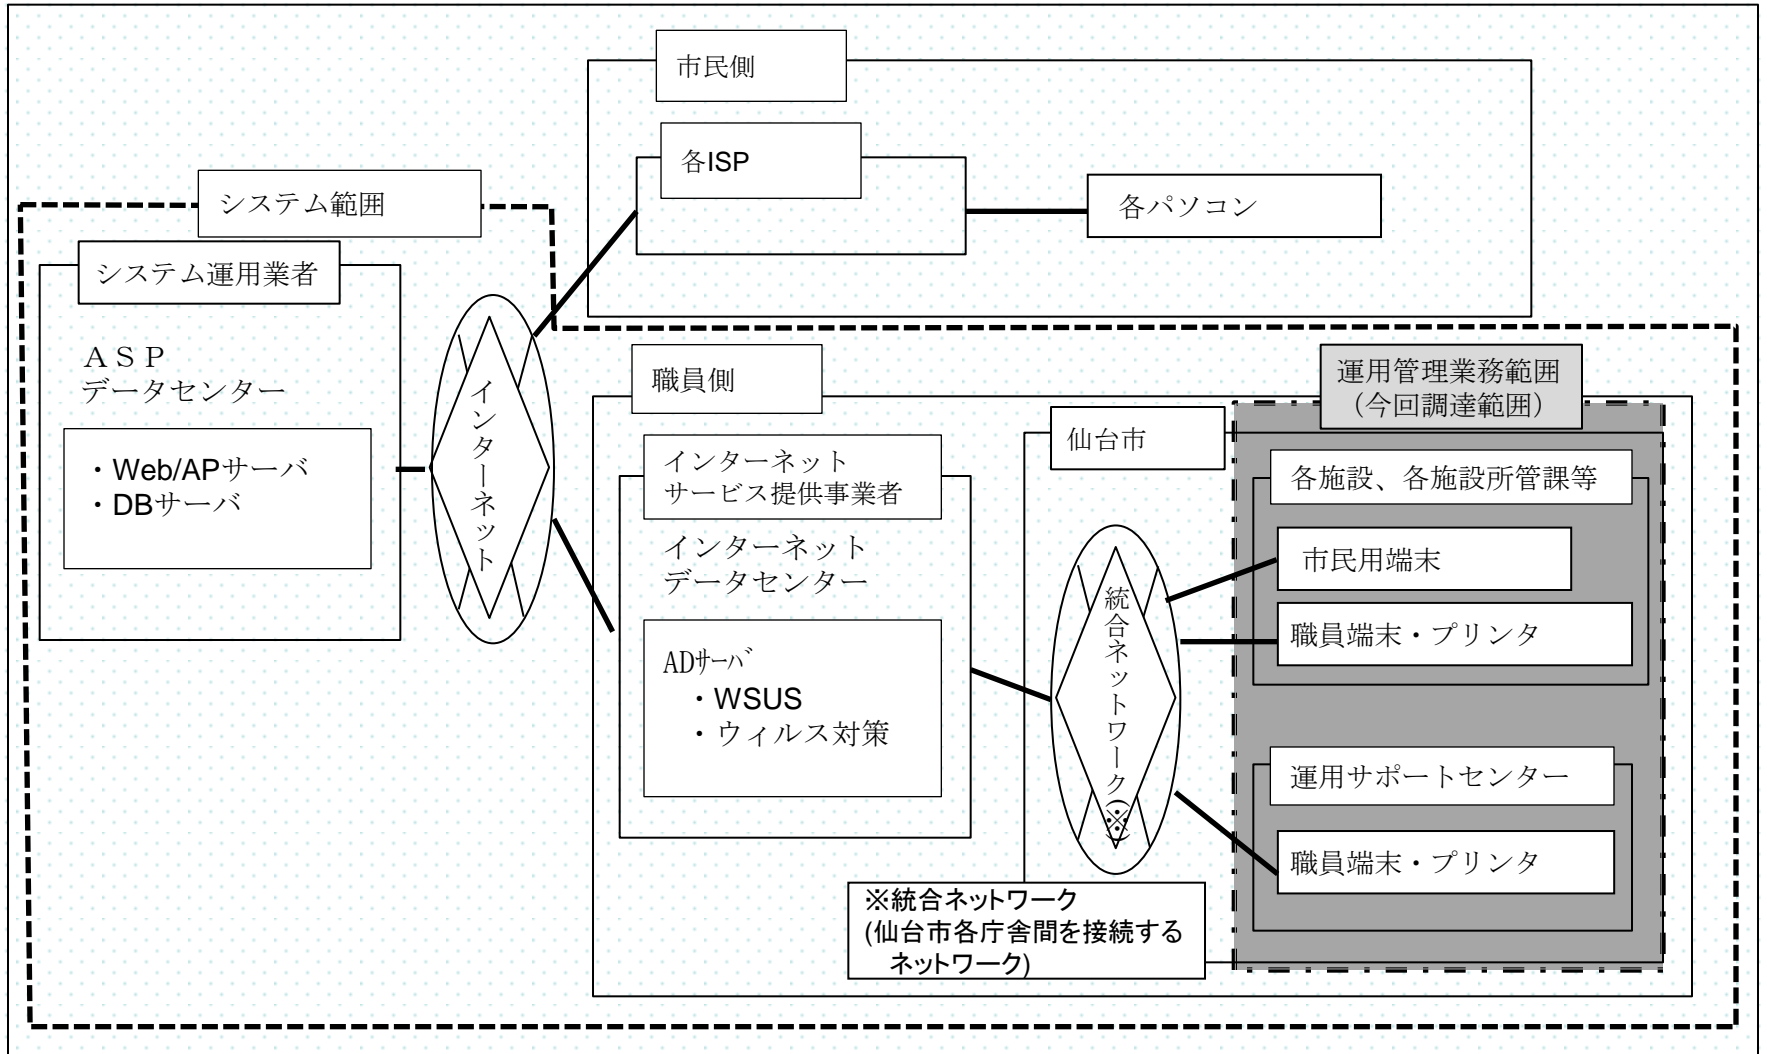 市民側
各ISP
各パソコン
システム範囲
システム運用業者
ＡＳＰ
データセンター
・Web/APサーバ
・DBサーバ
インターネット
職員側
インターネット
サービス提供事業者
インターネット
データセンター
ADｻｰﾊﾞ
・WSUS
・ウィルス対策
仙台市
統合ネットワーク(※)
※統合ネットワーク
(仙台市各庁舎間を接続する
ネットワーク)
運用管理業務範囲
（今回調達範囲）
各施設、各施設所管課等
市民用端末
職員端末・プリンタ
運用サポートセンター
職員端末・プリンタ